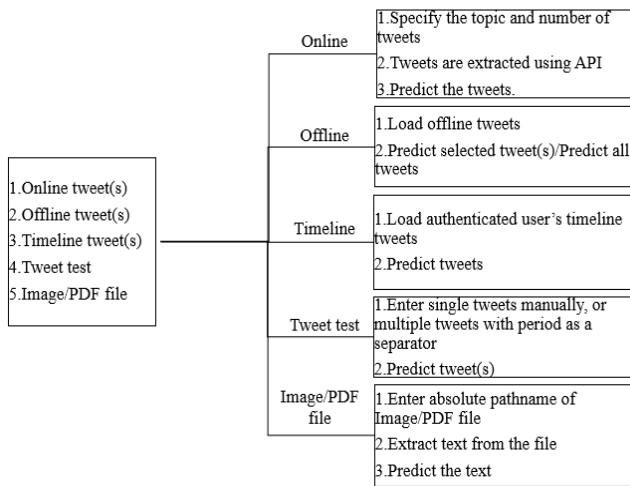 1.Online tweet(s)
2.Offline tweet(s)
3.Timeline tweet(s)
4.Tweet test
5.Image/PDF file
Online
1.Specify the topic and number of
tweets
2.Tweets are extracted using API
3.Predict the tweets.
Offline
1.Load offline tweets
2.Predict selected tweet(s)/Predict all
tweets
Timeline
1.Load authenticated user’s timeline
tweets
2.Predict tweets
Tweet test
1.Enter single tweets manually, or
multiple tweets with period as a
separator
2.Predict tweet(s)
Image/PDF
file
1.Enter absolute pathname of
Image/PDF file
2.Extract text from the file
3.Predict the text